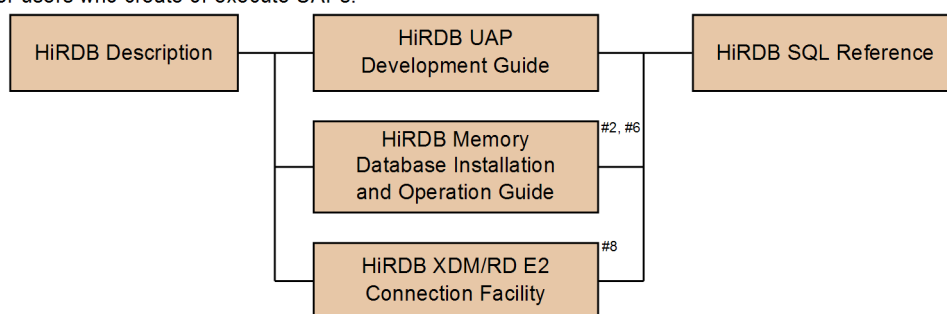 or users who create or execute UAPs:
HiRDB Description
HiRDB UAP
Development Guide
HiRDB SQL Reference
HiRDB Memory
Database Installation
and Operation Guide
#2, #6
HiRDB XDM/RD E2
Connection Facility
#8